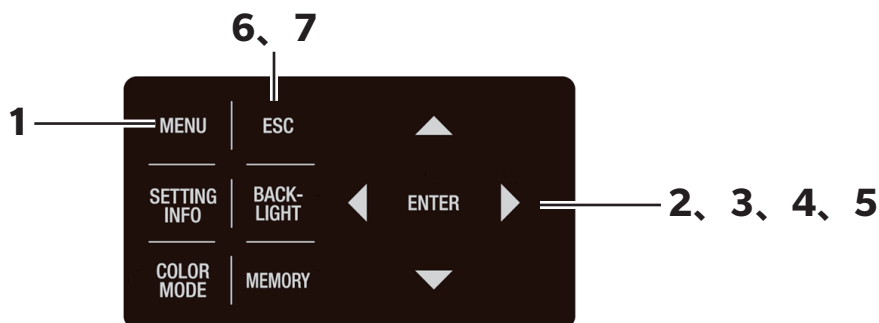 6、7
1
MENU
ESC
SETTING
INFO
BACK-
LIGHT
ENTER
2、3、4、5
COLOR
MODE
MEMORY